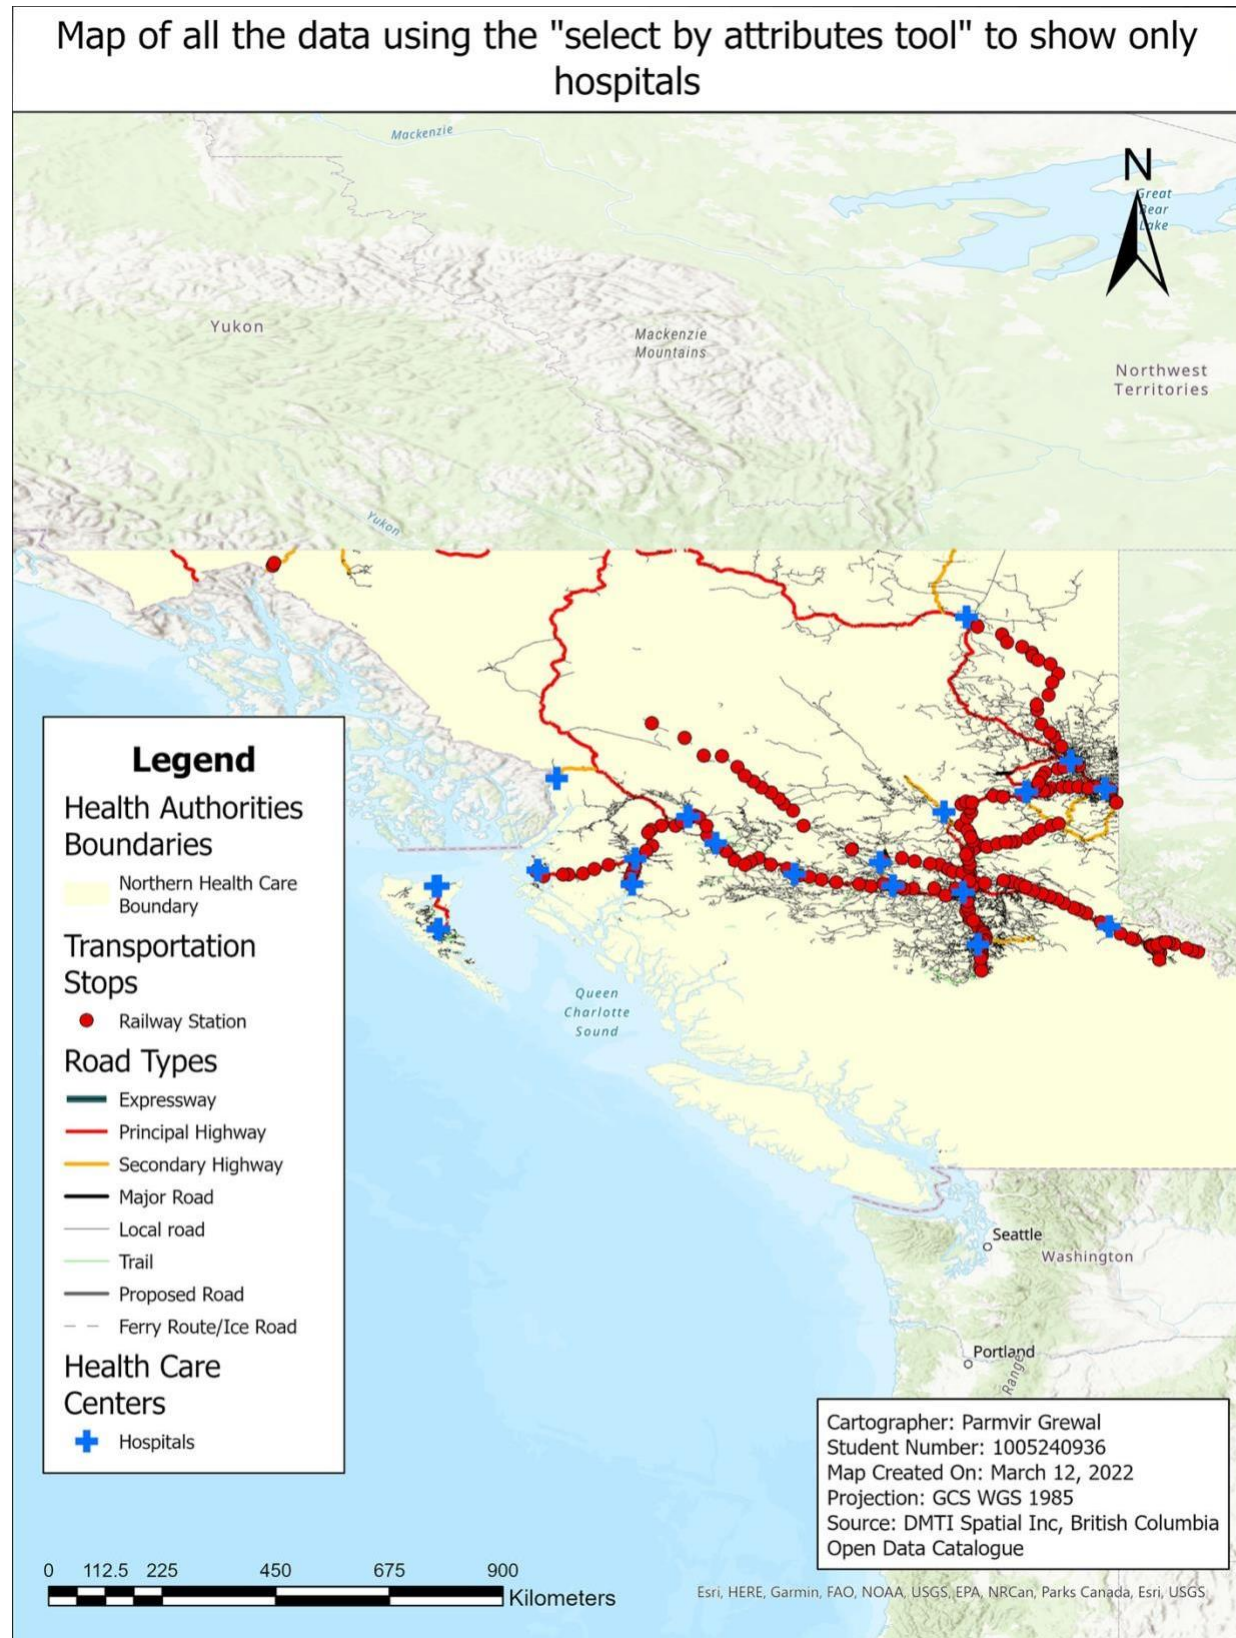 Map of all the data using the "select by attributes tool" to show only
hospitals
Mackenzie
N
Great
Bear
Lake
Yukon
Mackenzie
Mountains
Northwest
Territories
Yukon
Legend
Health Authorities
Boundaries
Northern Health Care
Boundary
Transportation
Stops
Railway Station
Road Types
Expressway
Principal Highway
Secondary Highway
Major Road
Local road
Trail
Proposed Road
Ferry Route/Ice Road
Health Care
Centers
Hospitals
Queen
Charlotte
Sound
Seattle
Washington
Portland
Range
Cartographer: Parmvir Grewal
Student Number: 1005240936
Map Created On: March 12, 2022
Projection: GCS WGS 1985
Source: DMTI Spatial Inc, British Columbia
Open Data Catalogue
0 112.5 225 450 675 900
Kilometers
Esri, HERE, Garmin, FAO, NOAA, USGS, EPA, NRCan, Parks Canada, Esri, USGS